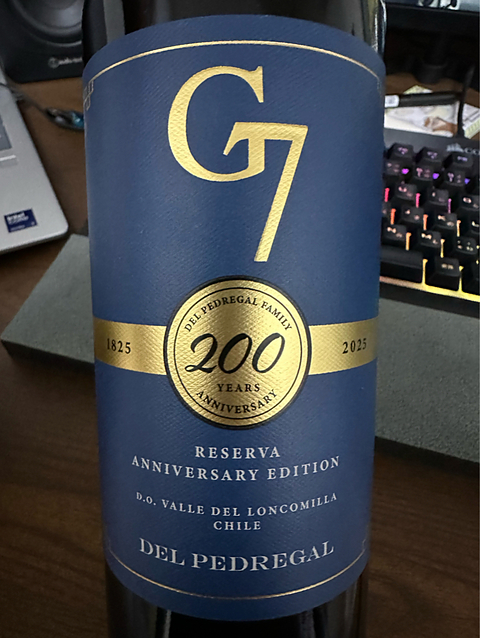 G7
DEL PEDREGAL FAMILY
1825
200
2025
YEARS
ANNIVERSARY
RESERVA
ANNIVERSARY EDITION
D.O. VALLE DEL LONCOMILLA
CHILE
DEL PEDREGAL